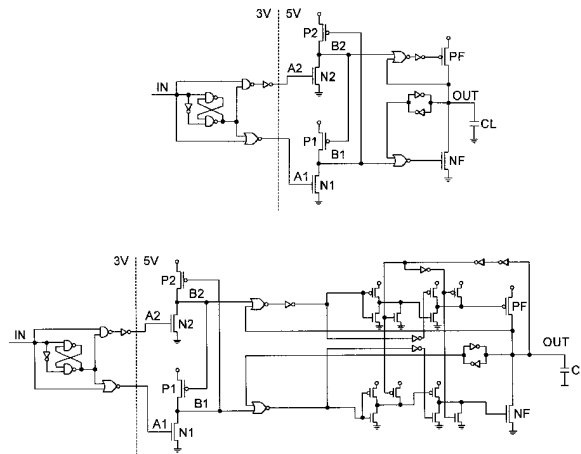 3V 5V
P2
B2
PF
A2
N2
IN
OUT
CL
P1
B1
A1
N1
NF
3V 5V
P2
B2
PF
A2
N2
IN
OUT
C
P1
B1
A1
N1
NF